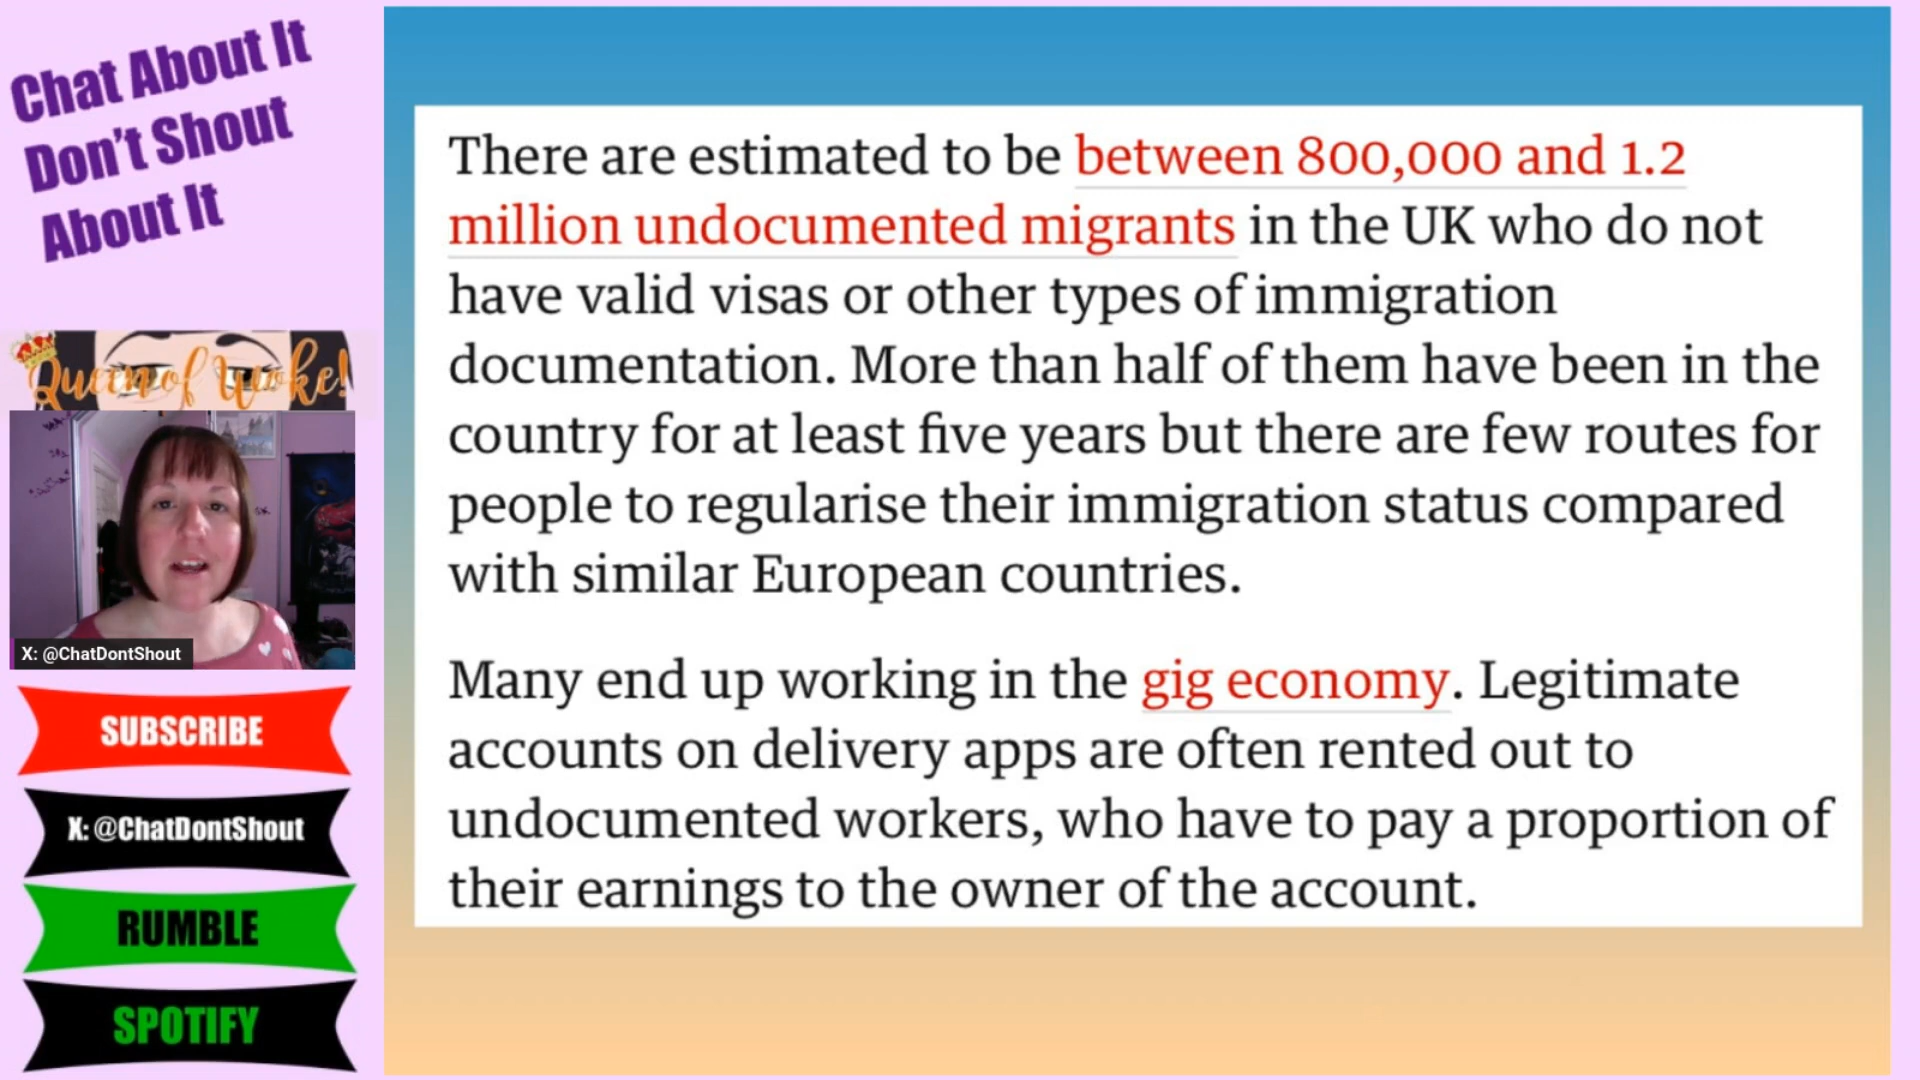 Chat About It
Don't Shout
About It
Queen of Woke!
X: @ChatDontShout
SUBSCRIBE
X: @ChatDontShout
RUMBLE
SPOTIFY
There are estimated to be between 800,000 and 1.2
million undocumented migrants in the UK who do not
have valid visas or other types of immigration
documentation. More than half of them have been in the
country for at least five years but there are few routes for
people to regularise their immigration status compared
with similar European countries.
Many end up working in the gig economy. Legitimate
accounts on delivery apps are often rented out to
undocumented workers, who have to pay a proportion of
their earnings to the owner of the account.